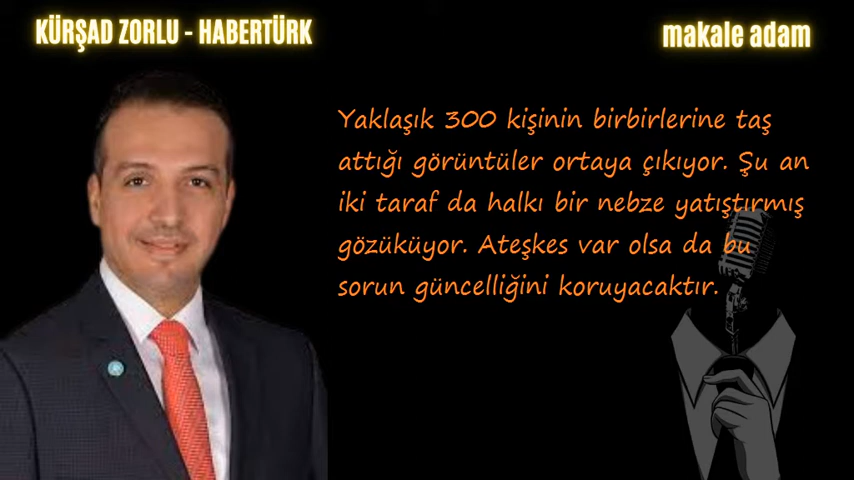 KÜRŞAD ZORLU - HABERTÜRK
makale adam
Yaklaşık 300 kişinin birbirlerine taş
attığı görüntüler ortaya çıkıyor. Şu an
iki taraf da halkı bir nebze yatıştırmış
gözüküyor. Ateşkes var olsa da bu
sorun güncelliğini koruyacaktır.